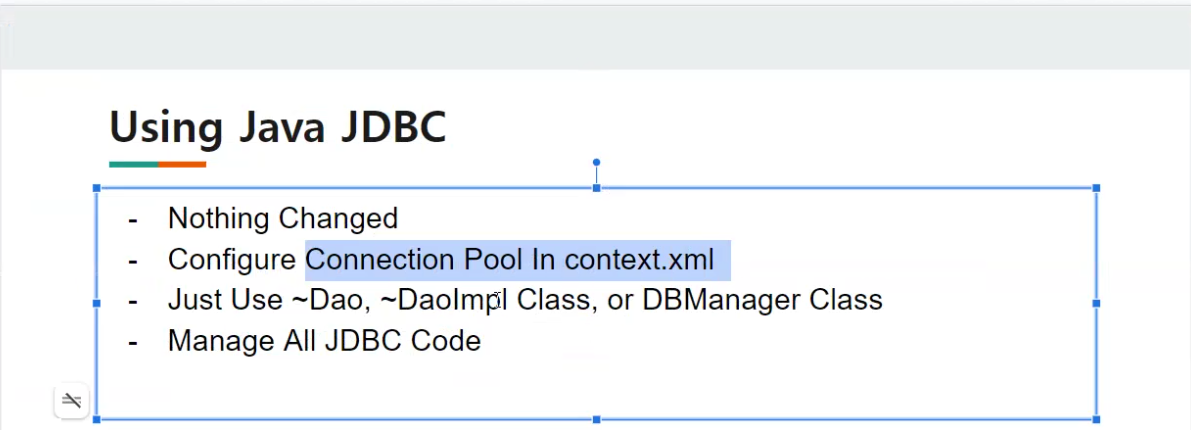 Using Java JDBC
- Nothing Changed
- Configure Connection Pool In context.xml
- Just Use ~Dao, ~DaoImpl Class, or DBManager Class
- Manage All JDBC Code